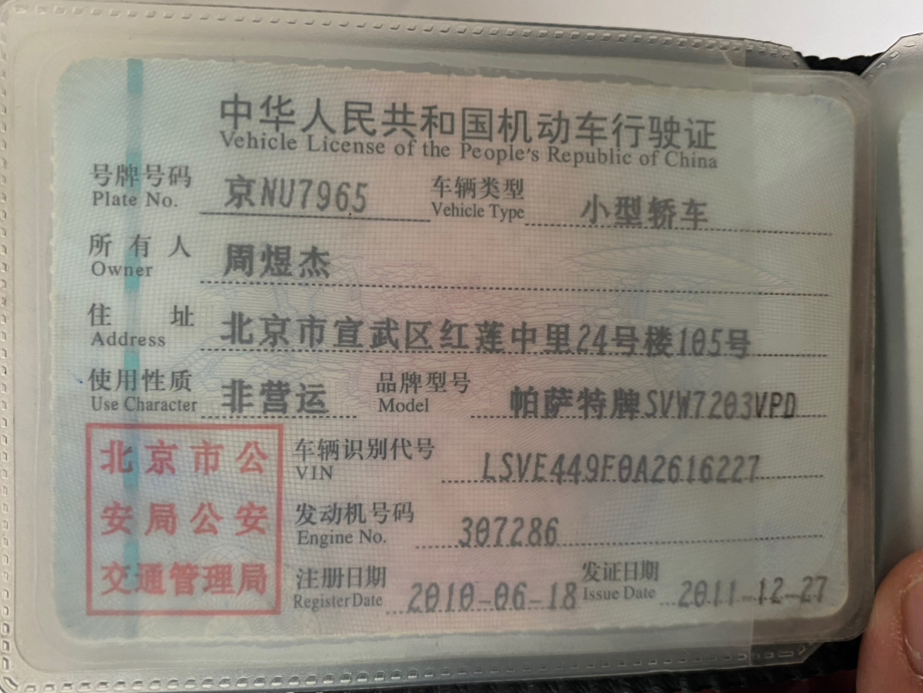 中华人民共和国机动车行驶证
Vehicle License of the People's Republic of China
号牌号码 京NU7965 车辆类型 小型轿车
Plate No. Vehicle Type
所有人 周煜杰
Owner
住址 北京市宣武区红莲中里24号楼105号
Address
使用性质 非营运 品牌型号 帕萨特牌SVW7203VPD
Use Character Model
北京市公
安局公安
交通管理局
车辆识别代号 LSVE449F0A2616227
VIN
发动机号码 307286
Engine No.
注册日期 2010-06-18 发证日期 2011-12-27
Register Date Issue Date